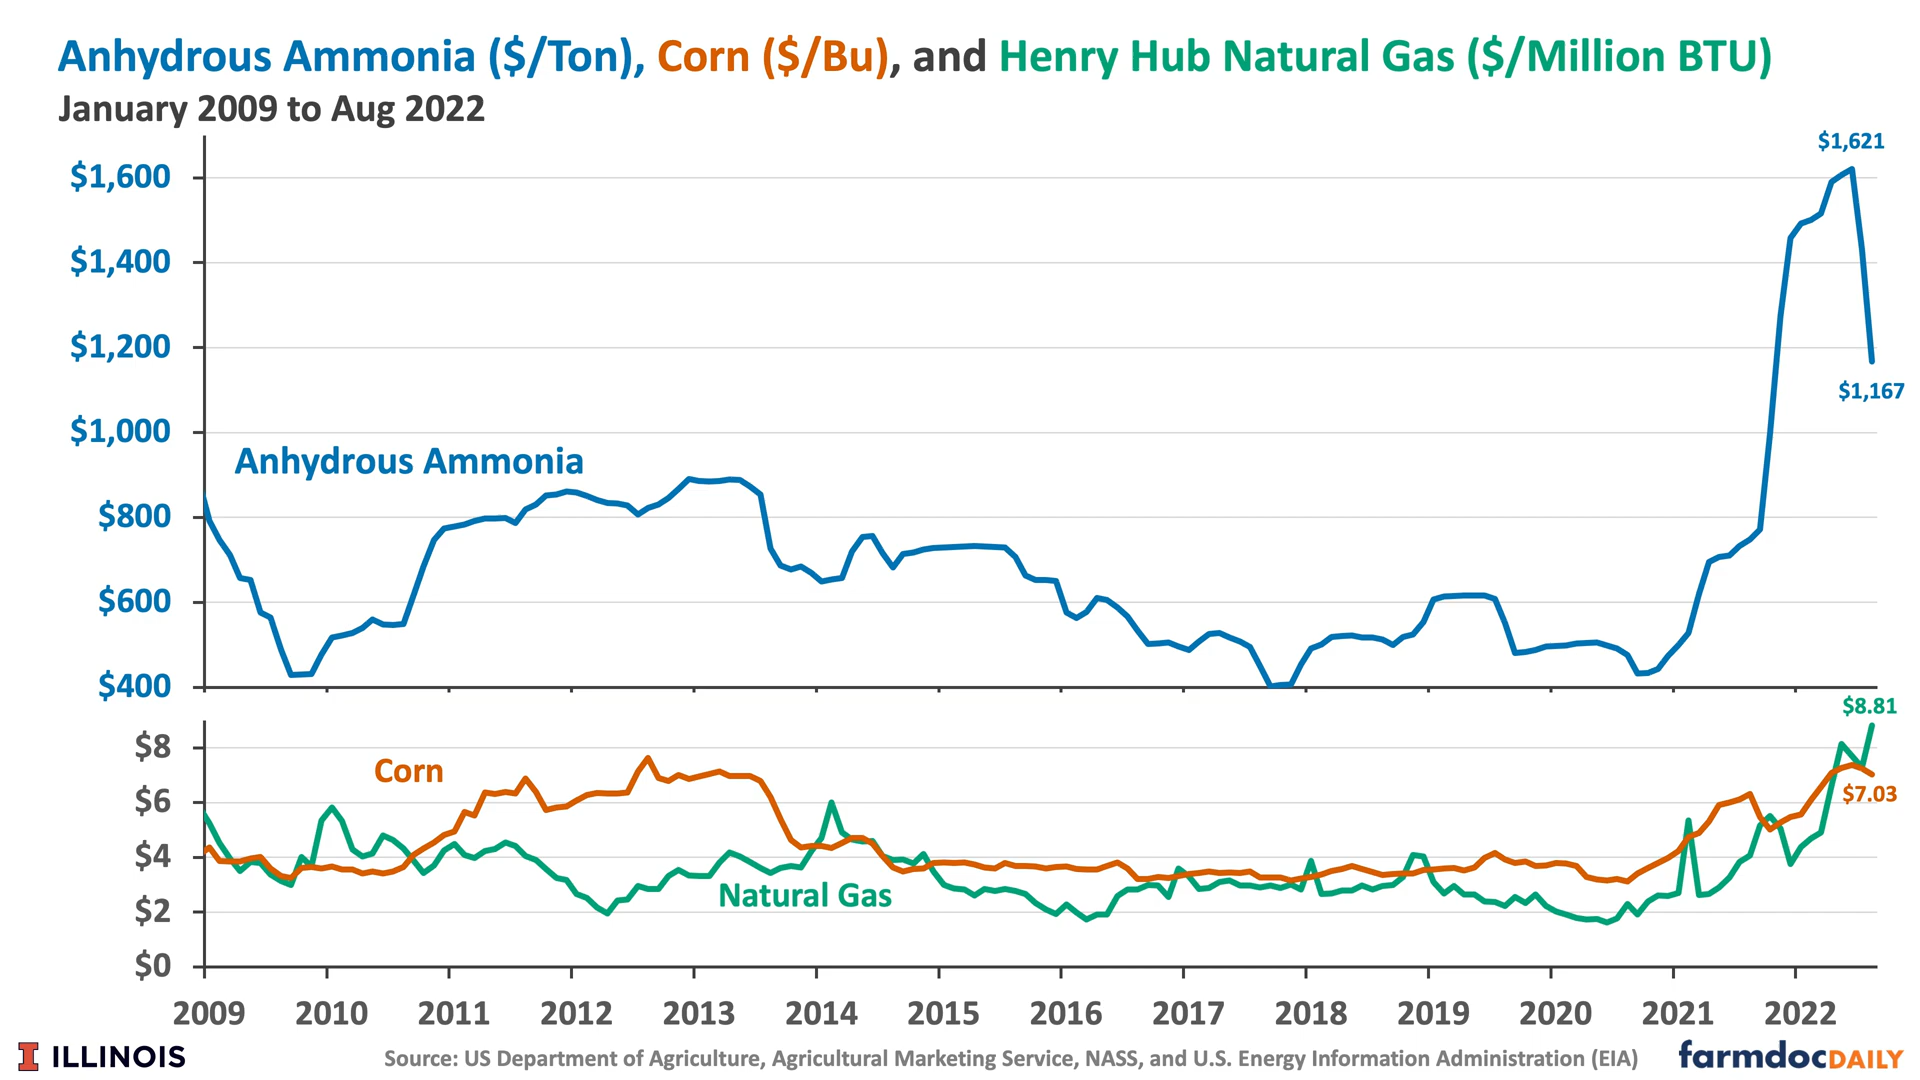 Anhydrous Ammonia ($/Ton), Corn ($/Bu), and Henry Hub Natural Gas ($/Million BTU)
January 2009 to Aug 2022
$1,621
$1,600
$1,400
$1,200
$1,167
$1,000
Anhydrous Ammonia
$800
$600
$400
$8.81
$8
Corn
$7.03
$6
$4
Natural Gas
$2
$0
2009 2010 2011 2012 2013 2014 2015 2016 2017 2018 2019 2020 2021 2022
I ILLINOIS
Source: US Department of Agriculture, Agricultural Marketing Service, NASS, and U.S. Energy Information Administration (EIA)
farmdocDAILY